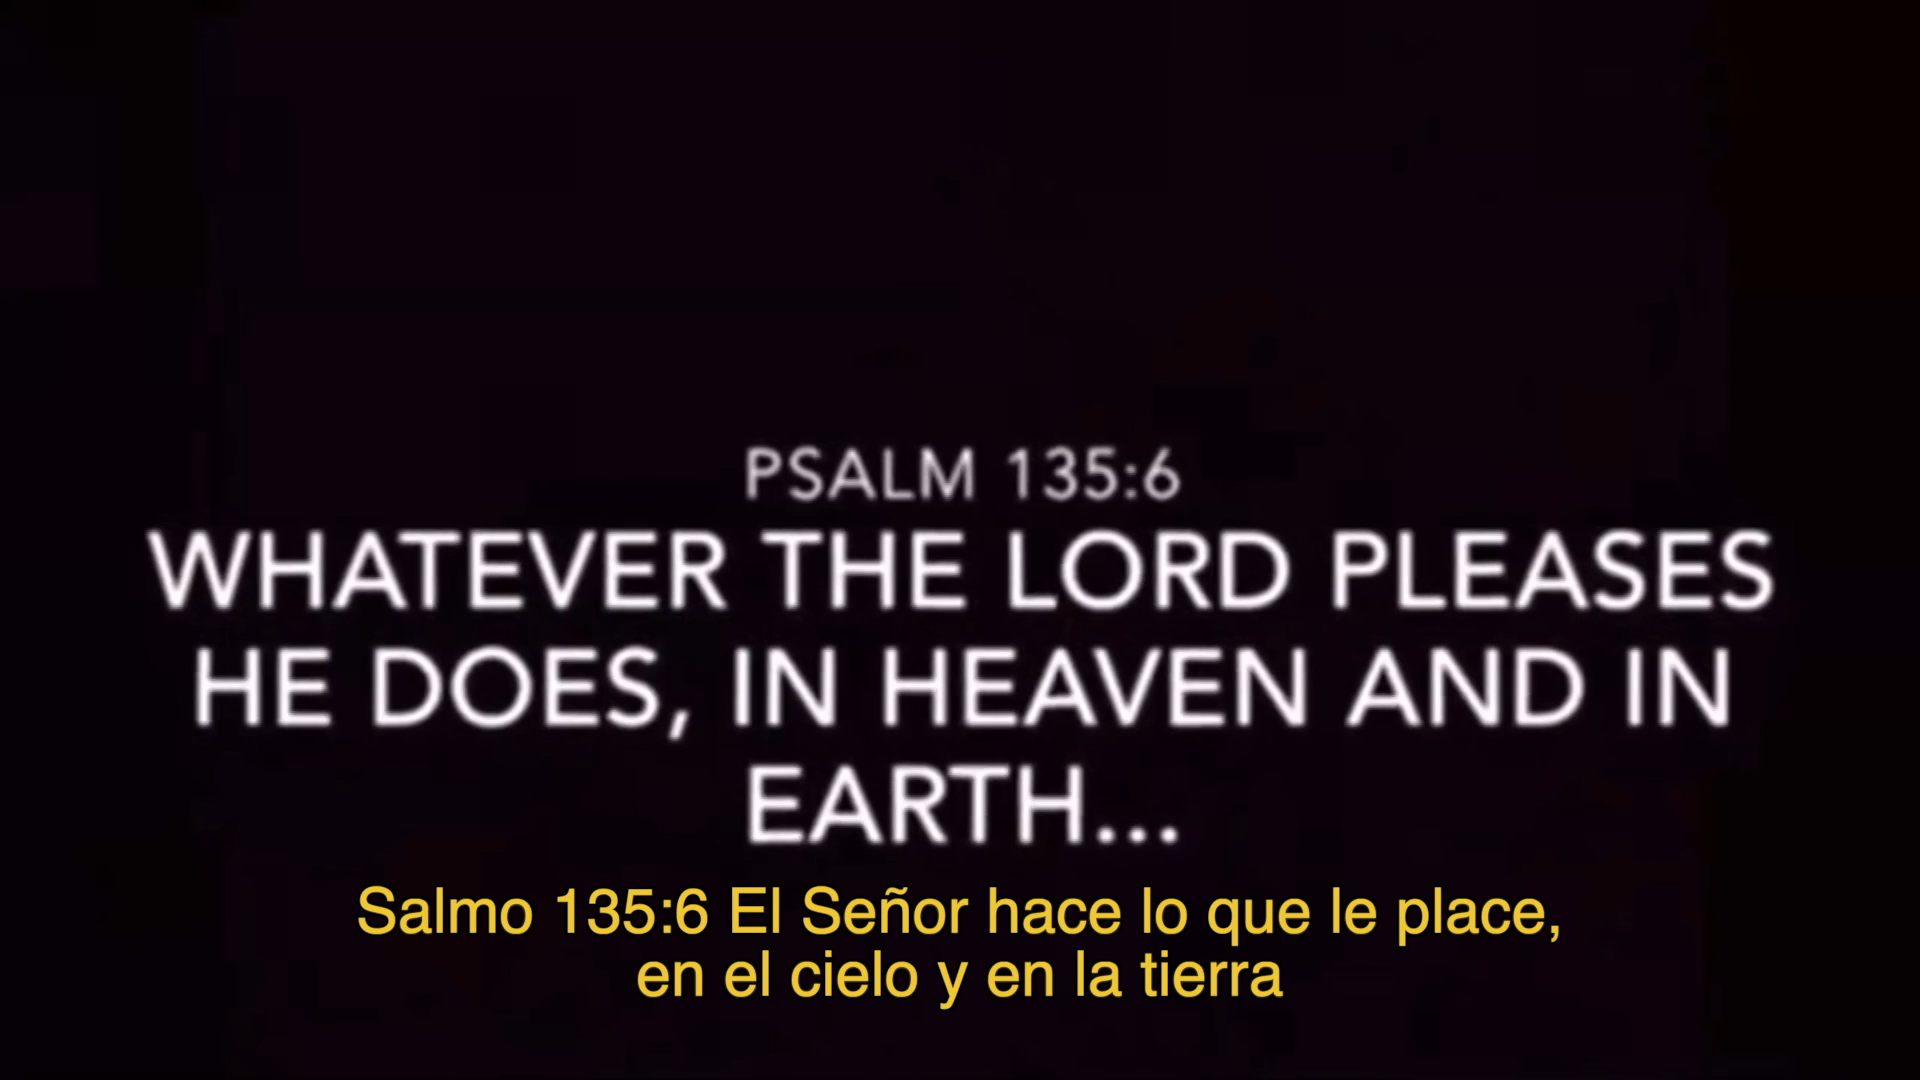 PSALM 135:6
WHATEVER THE LORD PLEASES
HE DOES, IN HEAVEN AND IN
EARTH...
Salmo 135:6 El Señor hace lo que le place,
en el cielo y en la tierra